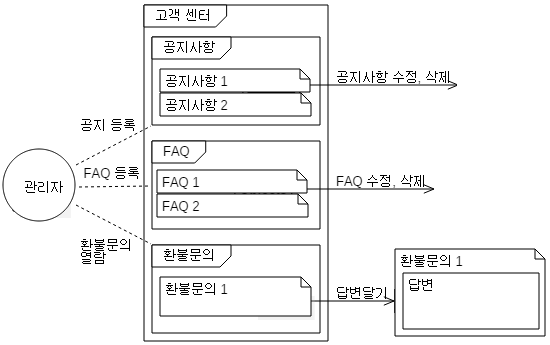 고객 센터
공지사항
공지사항 1
공지사항 수정, 삭제
공지사항 2
공지 등록
FAQ
FAQ 등록
FAQ 1
FAQ 수정, 삭제
관리자
FAQ 2
환불문의
열람
환불문의
환불문의 1
답변달기
환불문의 1
답변